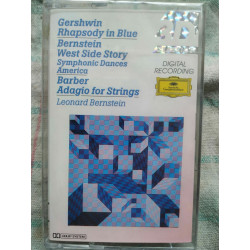 Gershwin
Rhapsody in Blue
Bernstein
West Side Story
Symphonic Dances
America
Barber
Adagio for Strings
Leonard Bernstein
DIGITAL
RECORDING